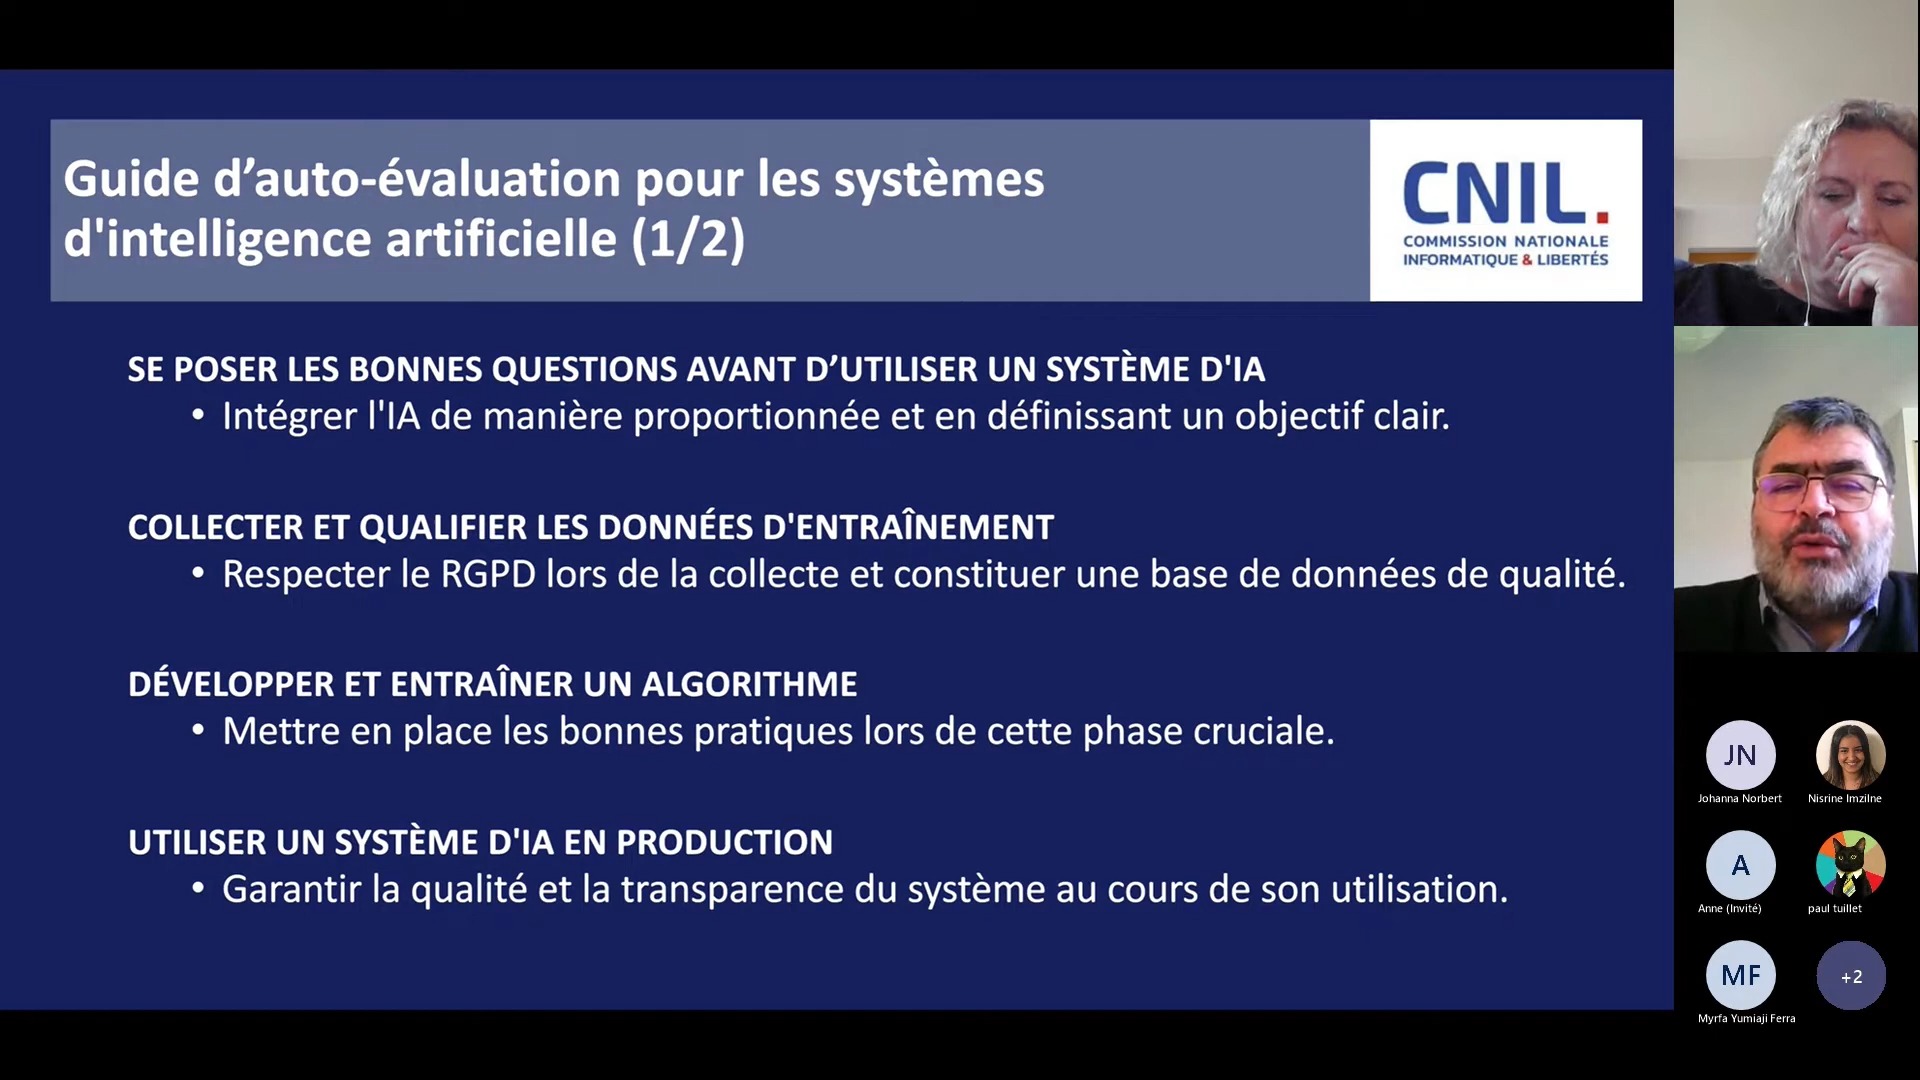 Guide d’auto-évaluation pour les systèmes
d'intelligence artificielle (1/2)
CNIL.
COMMISSION NATIONALE
INFORMATIQUE & LIBERTÉS
SE POSER LES BONNES QUESTIONS AVANT D’UTILISER UN SYSTÈME D'IA
• Intégrer l'IA de manière proportionnée et en définissant un objectif clair.
COLLECTER ET QUALIFIER LES DONNÉES D'ENTRAÎNEMENT
• Respecter le RGPD lors de la collecte et constituer une base de données de qualité.
DÉVELOPPER ET ENTRAÎNER UN ALGORITHME
• Mettre en place les bonnes pratiques lors de cette phase cruciale.
UTILISER UN SYSTÈME D'IA EN PRODUCTION
• Garantir la qualité et la transparence du système au cours de son utilisation.
JN
Johanna Norbert
Nisrine Imzilne
A
Anne (Invité)
paul tuillet
MF
Myrfa Yumiaji Ferra
+2